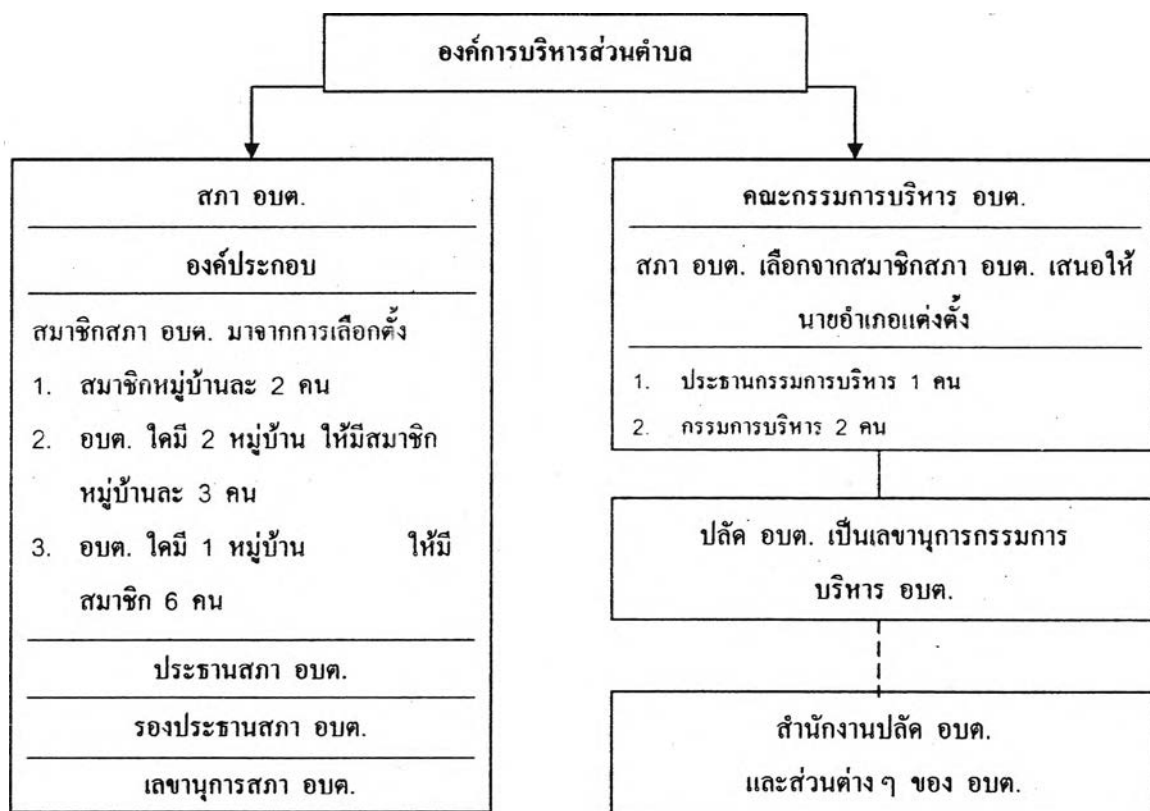 องค์การบริหารส่วนตำบล
สภา อบต.
องค์ประกอบ
สมาชิกสภา อบต. มาจากการเลือกตั้ง
1. สมาชิกหมู่บ้านละ 2 คน
2. อบต. ใดมี 2 หมู่บ้าน ให้มีสมาชิก
หมู่บ้านละ 3 คน
3. อบต. ใดมี 1 หมู่บ้าน ให้มี
สมาชิก 6 คน
ประธานสภา อบต.
รองประธานสภา อบต.
เลขานุการสภา อบต.
คณะกรรมการบริหาร อบต.
สภา อบต. เลือกจากสมาชิกสภา อบต. เสนอให้
นายอำเภอแต่งตั้ง
1. ประธานกรรมการบริหาร 1 คน
2. กรรมการบริหาร 2 คน
ปลัด อบต. เป็นเลขานุการกรรมการ
บริหาร อบต.
สำนักงานปลัด อบต.
และส่วนต่าง ๆ ของ อบต.